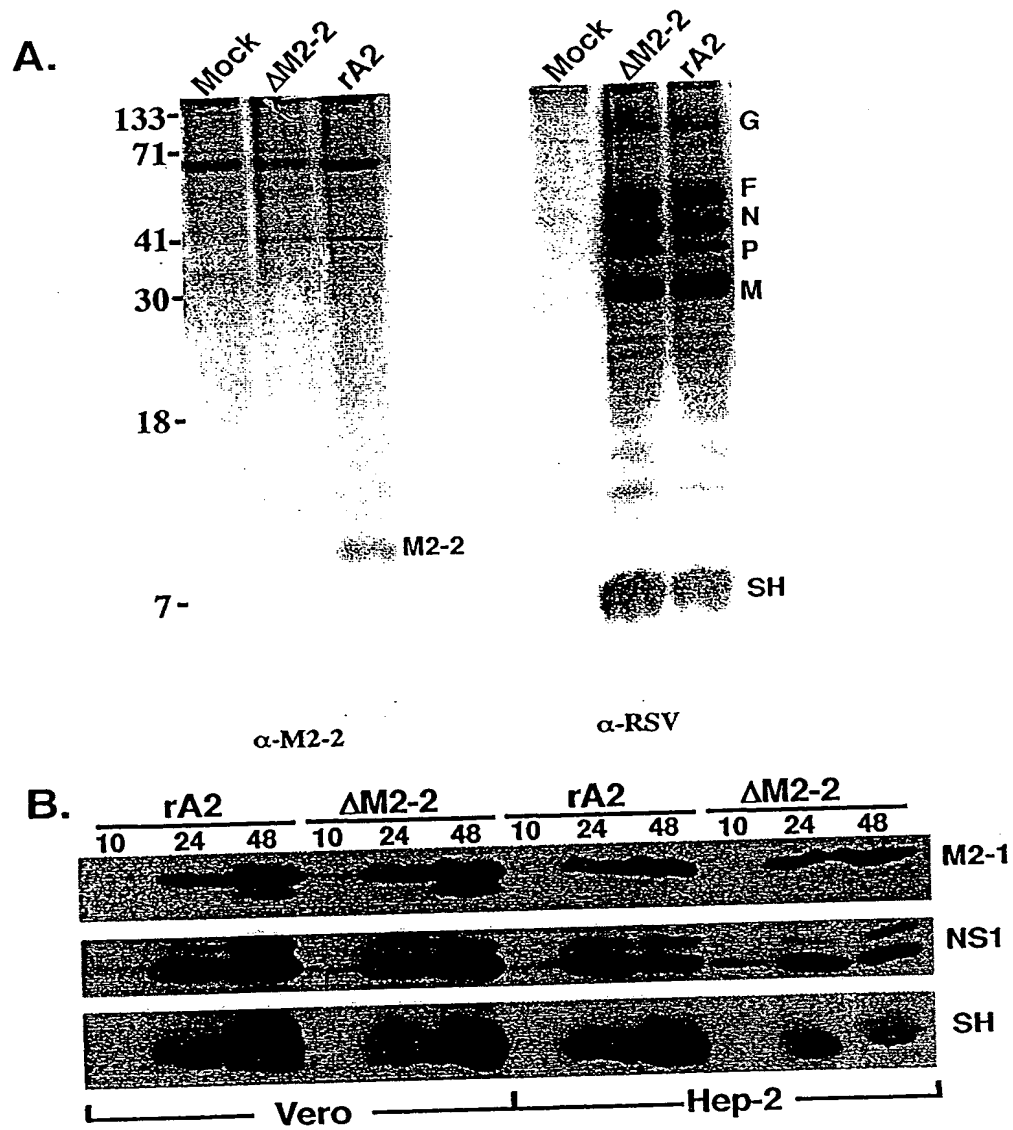 A.
Mock ΔM2-2 rA2
Mock ΔM2-2 rA2
133-
71-
41-
30-
18-
7-
M2-2
G
F
N
P
M
SH
α-M2-2
α-RSV
B.
rA2 ΔM2-2 rA2 ΔM2-2
10 24 48 10 24 48 10 24 48 10 24 48
M2-1
NS1
SH
Vero Hep-2